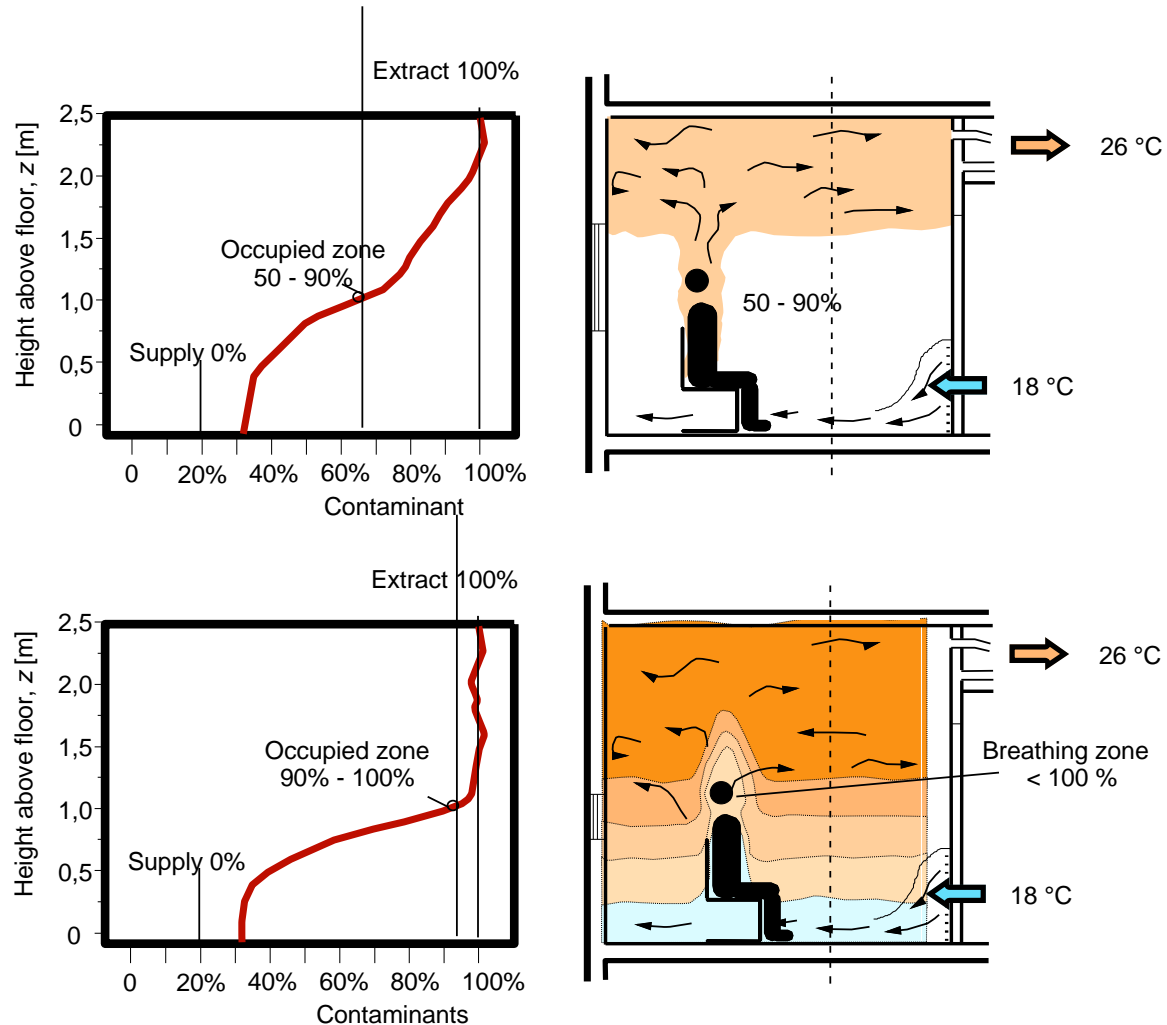 Extract 100%
Height above floor, z [m]
2,5
2,0
1,5
1,0
0,5
0
Occupied zone
50 - 90%
Supply 0%
0 20% 40% 60% 80% 100%
Contaminant
26 °C
50 - 90%
18 °C
Extract 100%
Height above floor, z [m]
2,5
2,0
1,5
1,0
0,5
0
Occupied zone
90% - 100%
Supply 0%
0 20% 40% 60% 80% 100%
Contaminants
26 °C
Breathing zone
< 100 %
18 °C